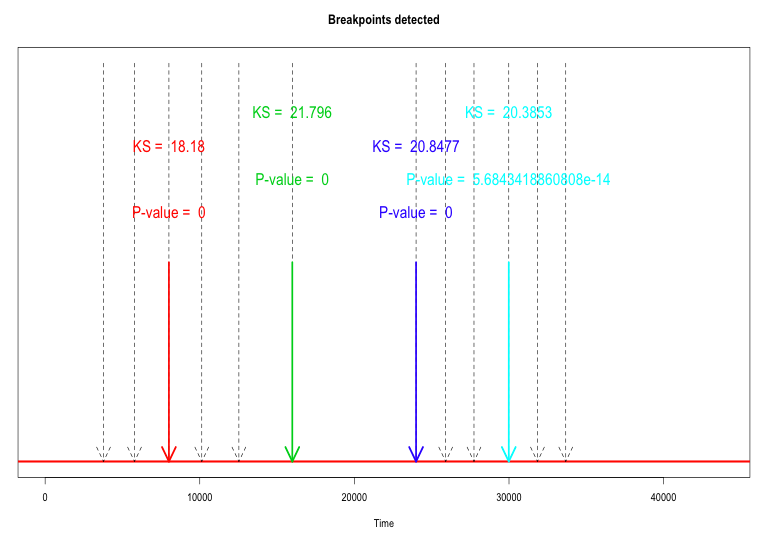 Breakpoints detected
KS = 21.796
KS = 20.3853
KS = 18.18
KS = 20.8477
P-value = 0
P-value = 5.6843418860808e-14
P-value = 0
P-value = 0
0
10000
20000
30000
40000
Time